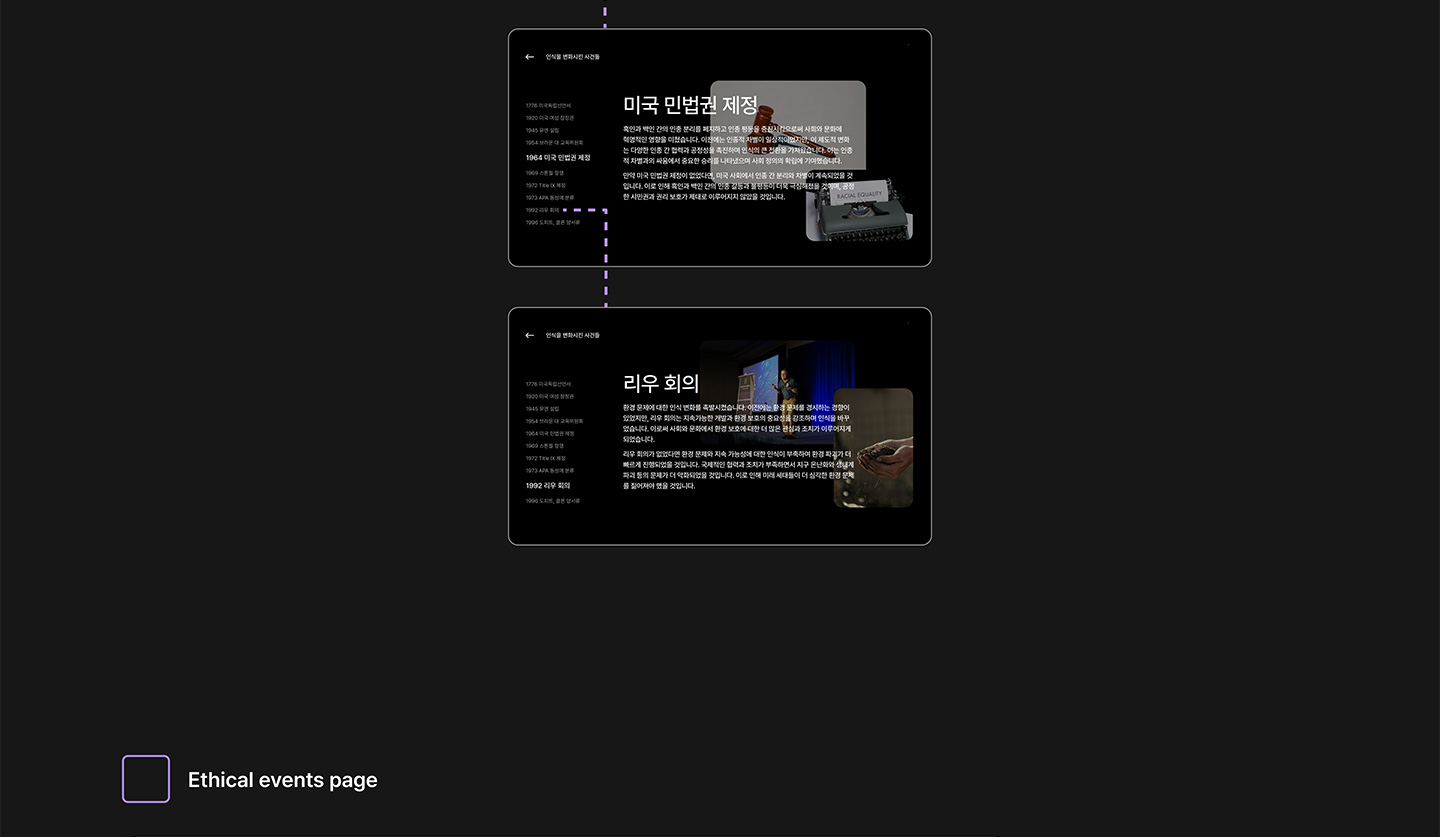 인식을 변화시킨 사건들
1776 미국독립선언서
1920 미국 여성 참정권
1945 유엔 설립
1954 브라운 대 교육위원회
1964 미국 민법권 제정
1969 스톤월 항쟁
1972 Title IX 제정
1973 APA 동성애 분류
1992 리우 회의
1996 도피트, 클론 양사류
미국 민법권 제정
흑인과 백인 간의 인종 분리를 폐지하고 인종 평등을 증진시킴으로써 사회와 문화에
혁명적인 영향을 미쳤습니다. 이전에는 인종적 차별이 일상적이었지만, 이 제도적 변화
는 다양한 인종 간 협력과 공정성을 촉진하며 인식의 큰 전환을 가져왔습니다. 이는 인종
적 차별과의 싸움에서 중요한 승리를 나타냈으며 사회 정의의 확립에 기여했습니다.
만약 미국 민법권 제정이 없었다면, 미국 사회에서 인종 간 분리와 차별이 계속되었을 것
입니다. 이로 인해 흑인과 백인 간의 인종 갈등과 불평등이 더욱 극심해졌을 것이며, 공정
한 시민권과 권리 보호가 제대로 이루어지지 않았을 것입니다.
RACIAL EQUALITY
인식을 변화시킨 사건들
1776 미국독립선언서
1920 미국 여성 참정권
1945 유엔 설립
1954 브라운 대 교육위원회
1964 미국 민법권 제정
1969 스톤월 항쟁
1972 Title IX 제정
1973 APA 동성애 분류
1992 리우 회의
1996 도피트, 클론 양사류
리우 회의
환경 문제에 대한 인식 변화를 촉발시켰습니다. 이전에는 환경 문제를 경시하는 경향이
있었지만, 리우 회의는 지속가능한 개발과 환경 보호의 중요성을 강조하며 인식을 바꾸
었습니다. 이로써 사회와 문화에서 환경 보호에 대한 더 많은 관심과 조치가 이루어지게
되었습니다.
리우 회의가 없었다면 환경 문제와 지속 가능성에 대한 인식이 부족하여 환경 파괴가 더
빠르게 진행되었을 것입니다. 국제적인 협력과 조치가 부족하면서 지구 온난화와 생태계
파괴 등의 문제가 더 악화되었을 것입니다. 이로 인해 미래 세대들이 더 심각한 환경 문제
를 짊어져야 했을 것입니다.
Ethical events page